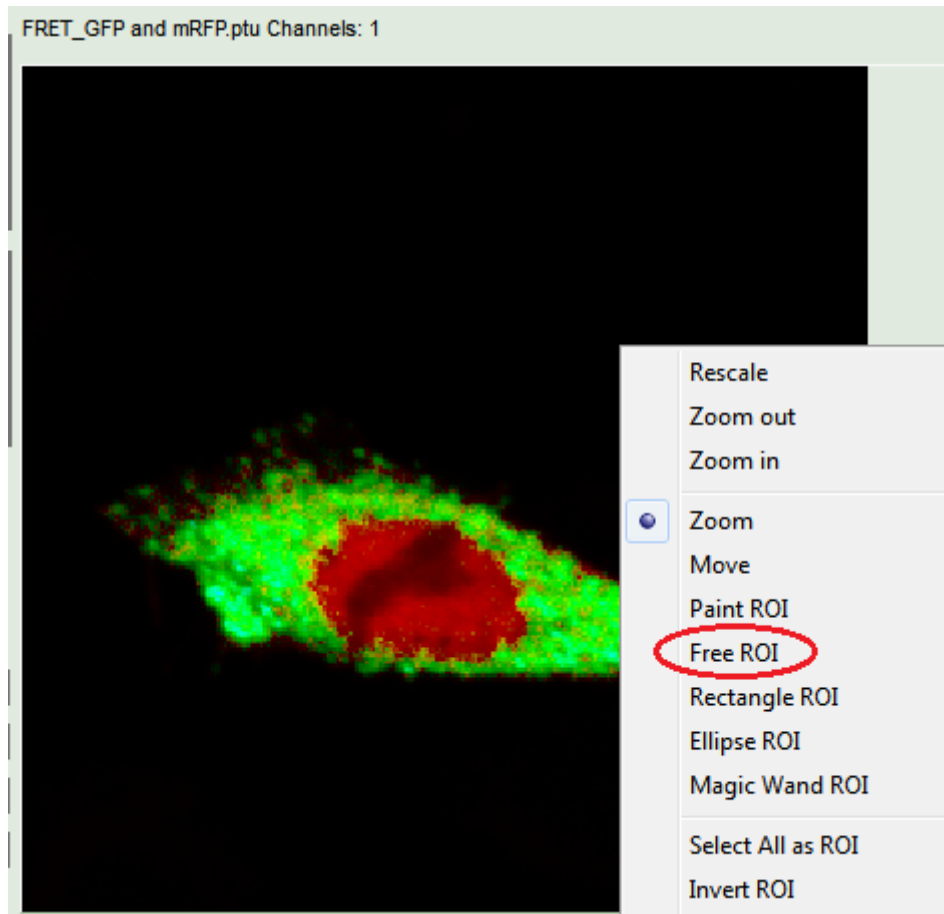 FRET_GFP and mRFP.ptu Channels: 1
Rescale
Zoom out
Zoom in
Zoom
Move
Paint ROI
Free ROI
Rectangle ROI
Ellipse ROI
Magic Wand ROI
Select All as ROI
Invert ROI